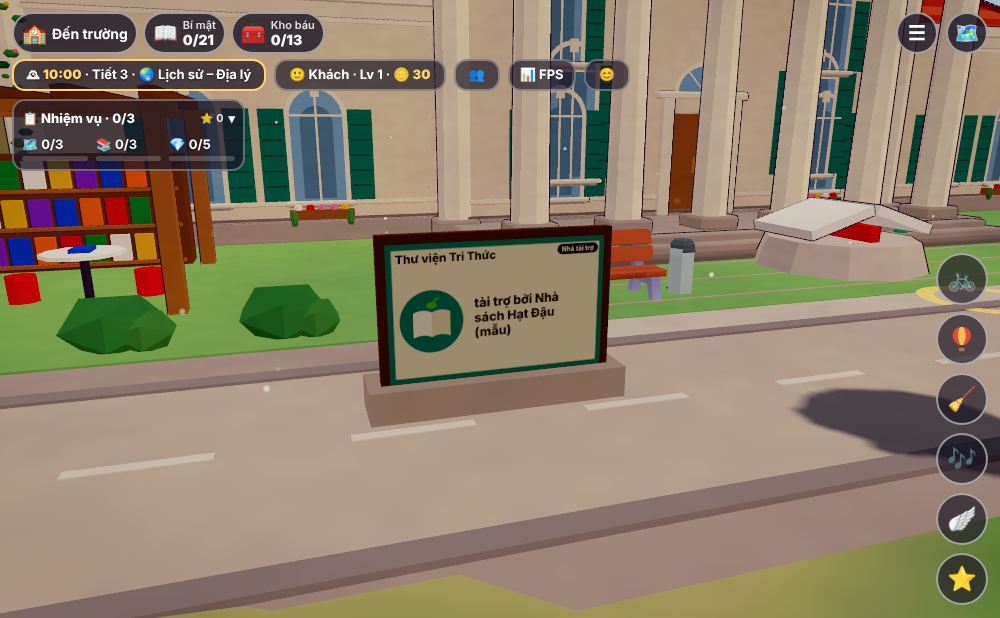 Đến trường
Bí mật
0/21
Kho báu
0/13
10:00 · Tiết 3 · Lịch sử – Địa lý
Khách · Lv 1 · 30
FPS
Nhiệm vụ · 0/3
0
0/3
0/3
0/5
Thư viện Tri Thức
Nhà tài trợ
tài trợ bởi Nhà
sách Hạt Đậu
(mẫu)